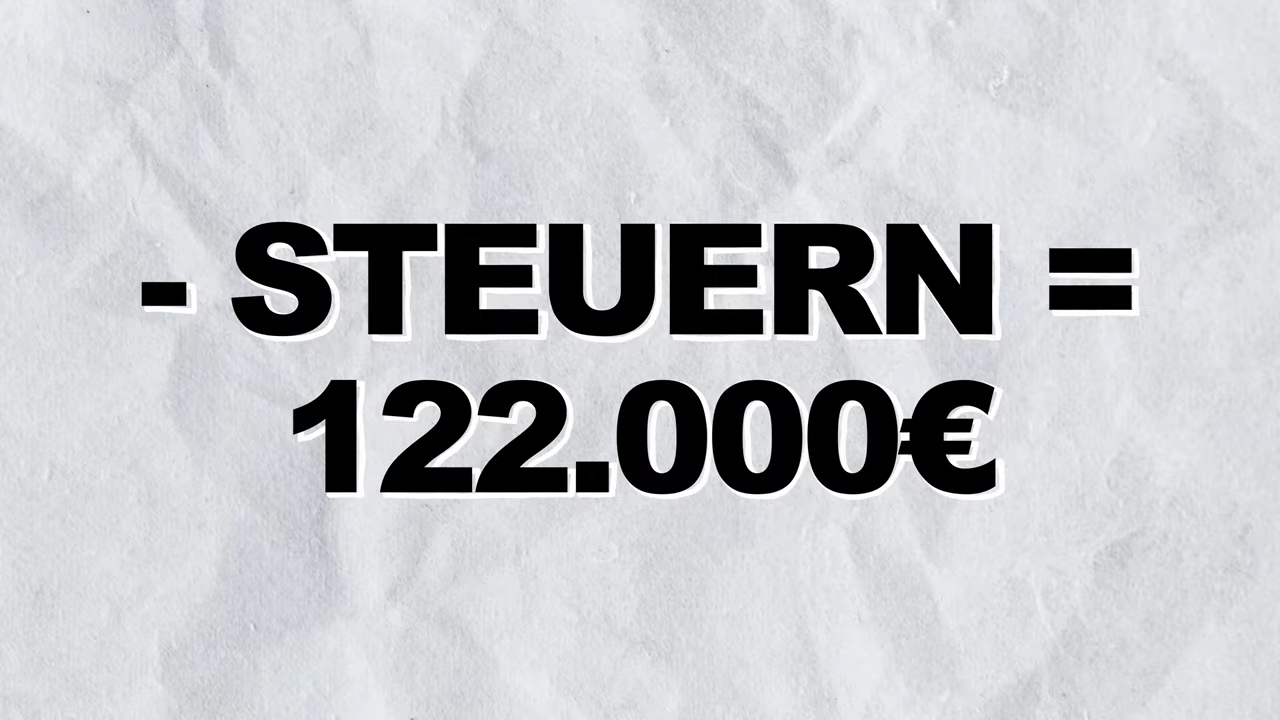 - STEUERN =
122.000€